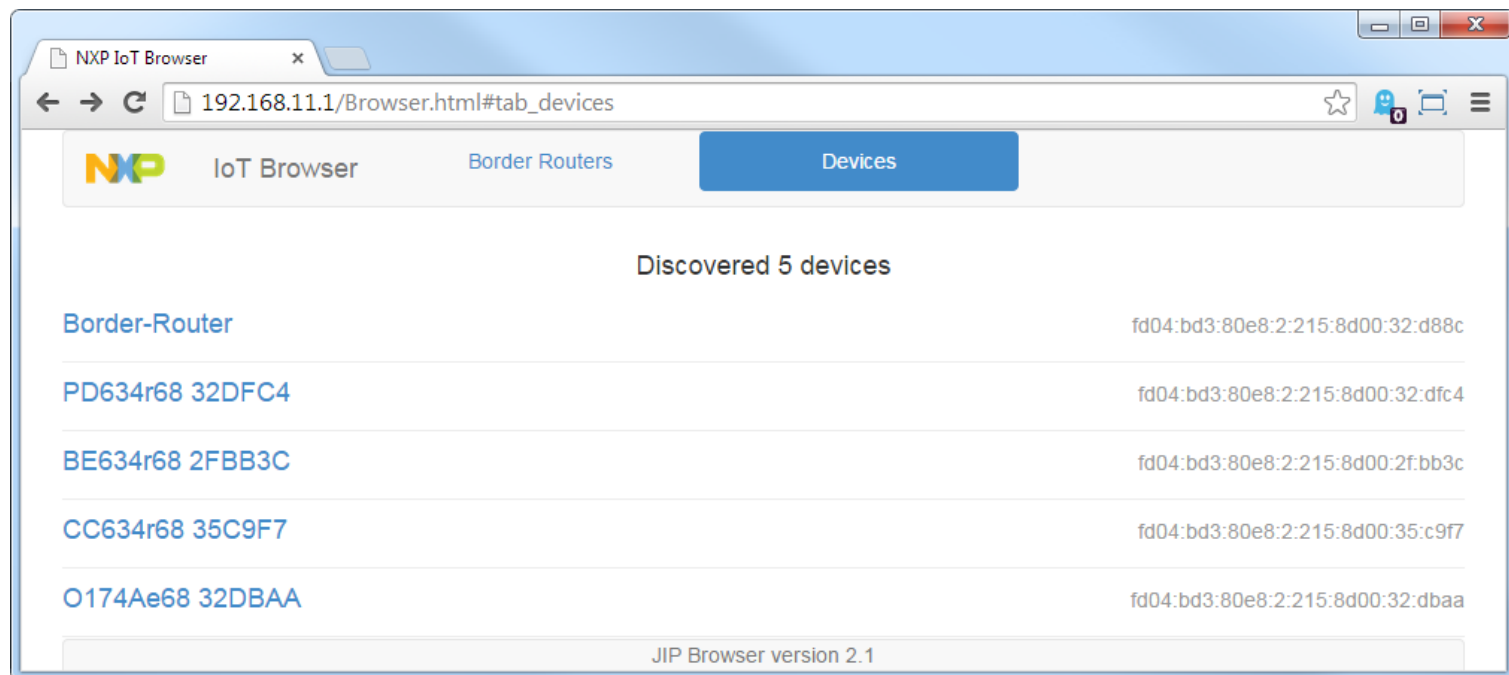 NXP IoT Browser
192.168.11.1/Browser.html#tab_devices
0
NXP IoT Browser Border Routers Devices
Discovered 5 devices
Border-Router fd04:bd3:80e8:2:215:8d00:32:d88c
PD634r68 32DFC4 fd04:bd3:80e8:2:215:8d00:32:dfc4
BE634r68 2FBB3C fd04:bd3:80e8:2:215:8d00:2f:bb3c
CC634r68 35C9F7 fd04:bd3:80e8:2:215:8d00:35:c9f7
O174Ae68 32DBAA fd04:bd3:80e8:2:215:8d00:32:dbaa
JIP Browser version 2.1